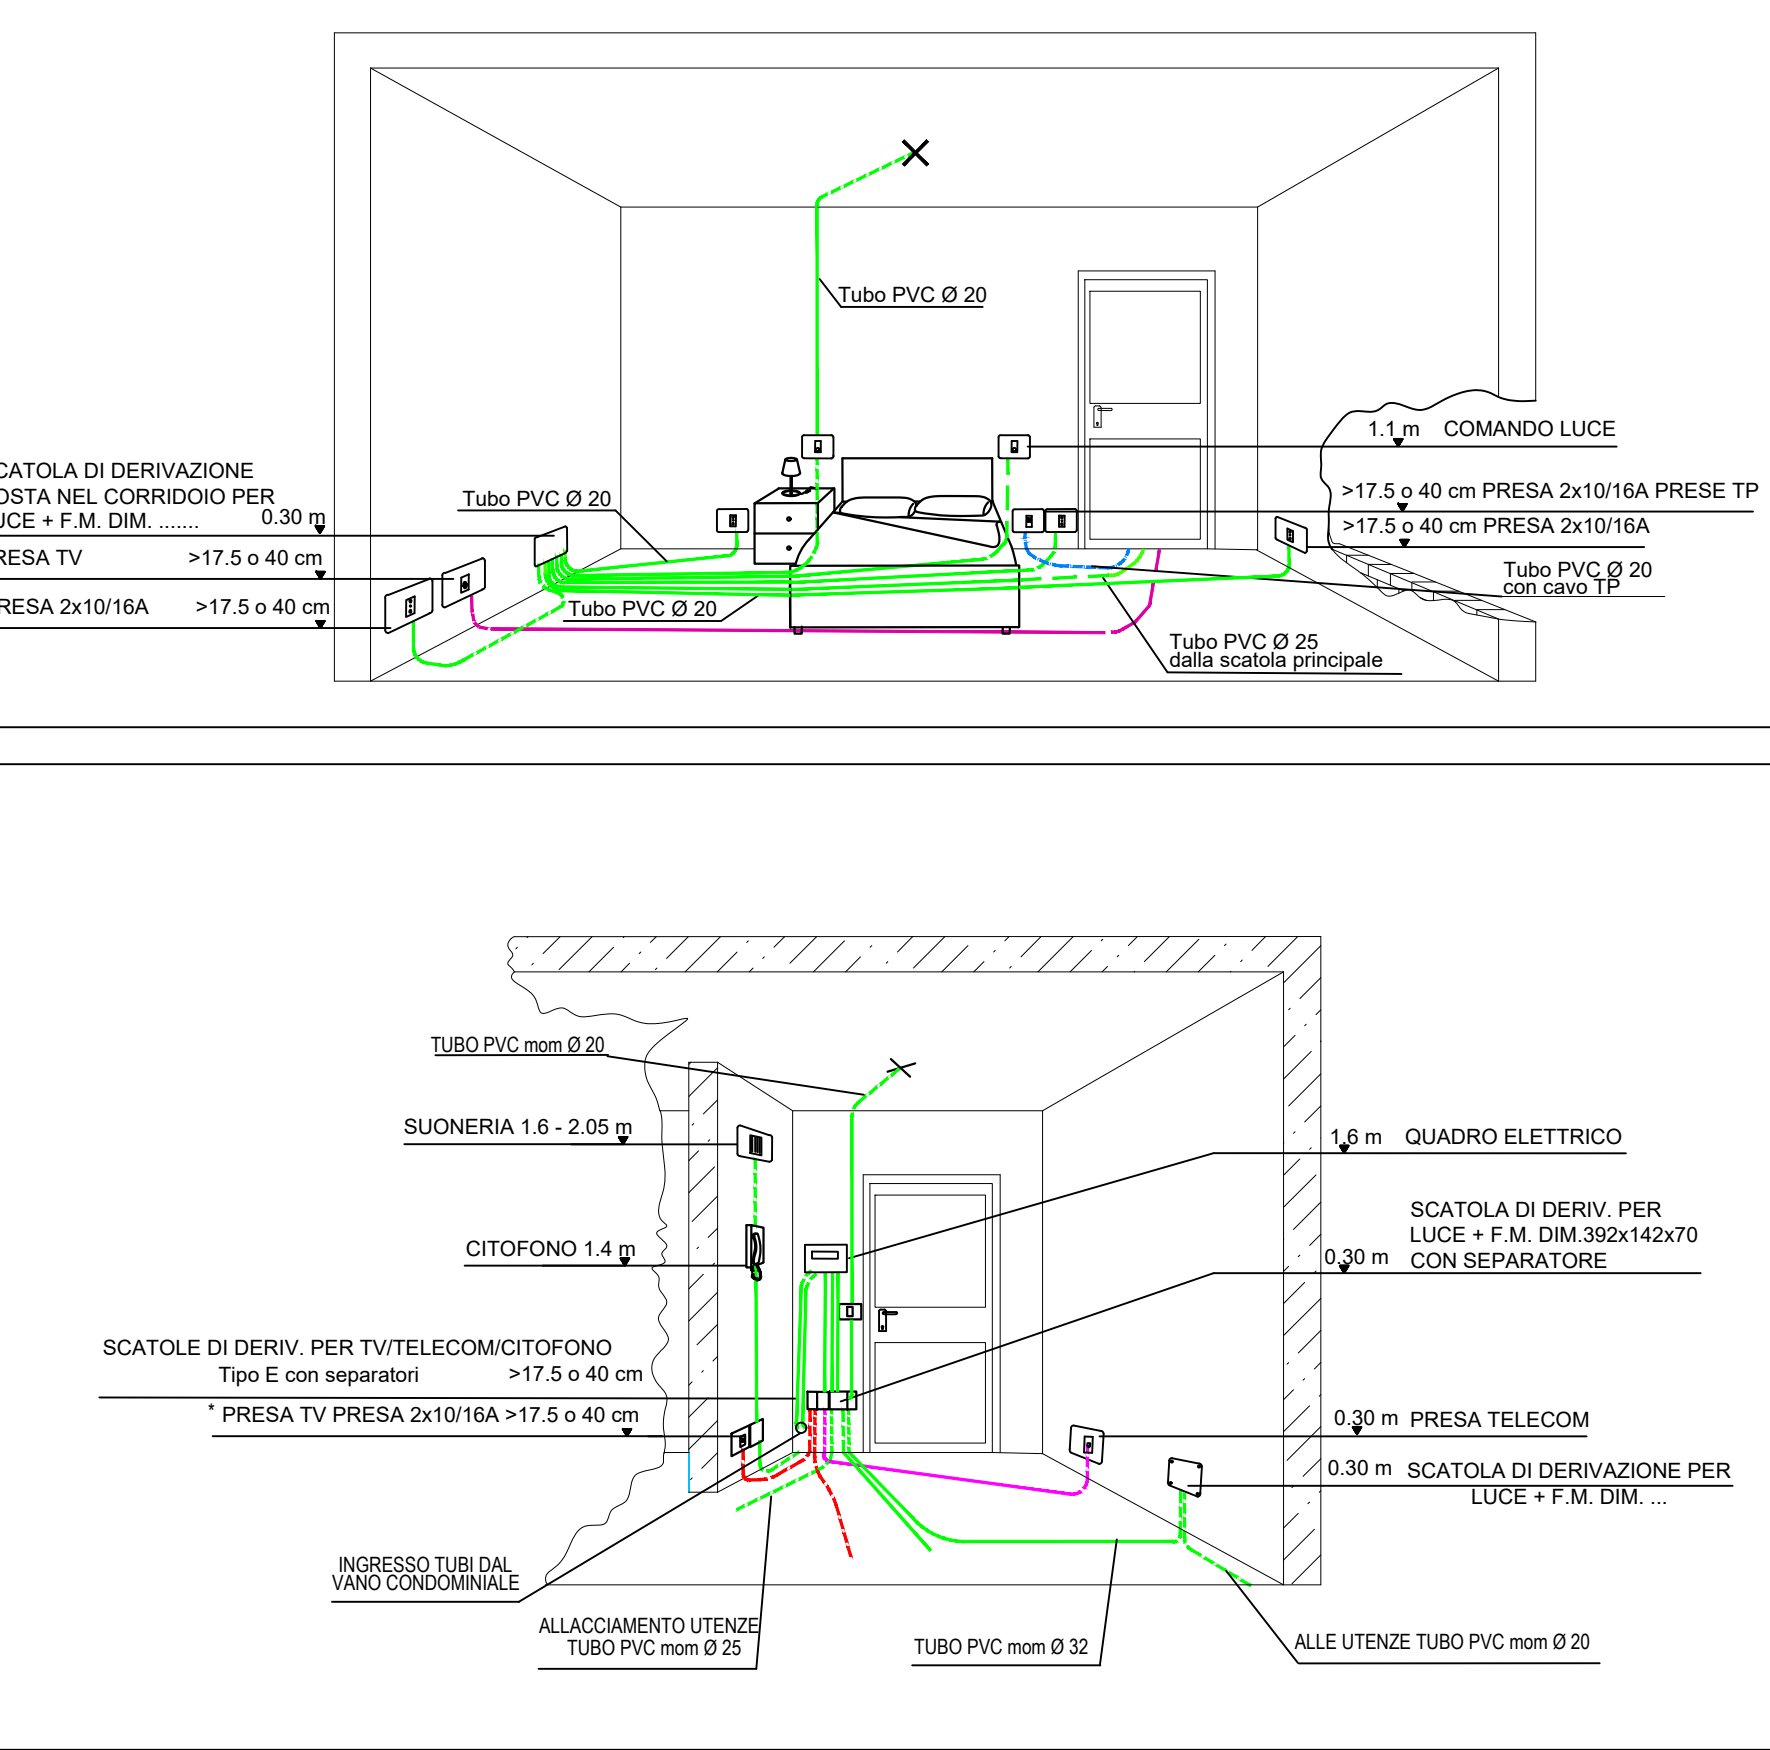 Tubo PVC Ø 20
1.1 m COMANDO LUCE
CATOLA DI DERIVAZIONE
OSTA NEL CORRIDOIO PER
UCE + F.M. DIM. ....... 0.30 m
Tubo PVC Ø 20
>17.5 o 40 cm PRESA 2x10/16A PRESE TP
>17.5 o 40 cm PRESA 2x10/16A
RESA TV >17.5 o 40 cm
Tubo PVC Ø 20
con cavo TP
RESA 2x10/16A >17.5 o 40 cm
Tubo PVC Ø 20
Tubo PVC Ø 25
dalla scatola principale
TUBO PVC mom Ø 20
SUONERIA 1.6 - 2.05 m
1.6 m QUADRO ELETTRICO
SCATOLA DI DERIV. PER
LUCE + F.M. DIM.392x142x70
0.30 m CON SEPARATORE
CITOFONO 1.4 m
SCATOLE DI DERIV. PER TV/TELECOM/CITOFONO
Tipo E con separatori >17.5 o 40 cm
* PRESA TV PRESA 2x10/16A >17.5 o 40 cm
0.30 m PRESA TELECOM
0.30 m SCATOLA DI DERIVAZIONE PER
LUCE + F.M. DIM. ...
INGRESSO TUBI DAL
VANO CONDOMINIALE
ALLACCIAMENTO UTENZE
TUBO PVC mom Ø 25
TUBO PVC mom Ø 32
ALLE UTENZE TUBO PVC mom Ø 20